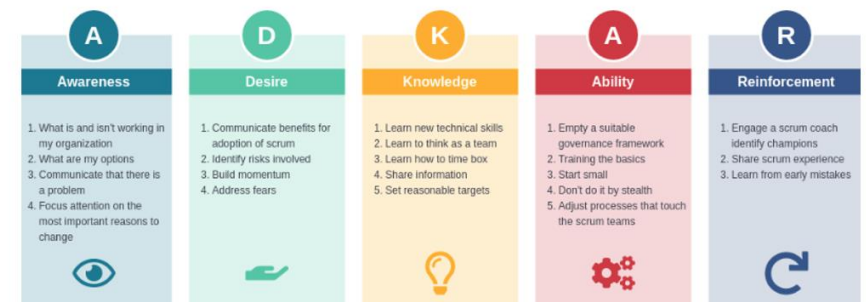 A
Awareness
1. What is and isn't working in
my organization
2. What are my options
3. Communicate that there is
a problem
4. Focus attention on the
most important reasons to
change
D
Desire
1. Communicate benefits for
adoption of scrum
2. Identify risks involved
3. Build momentum
4. Address fears
K
Knowledge
1. Learn new technical skills
2. Learn to think as a team
3. Learn how to time box
4. Share information
5. Set reasonable targets
A
Ability
1. Empty a suitable
governance framework
2. Training the basics
3. Start small
4. Don't do it by stealth
5. Adjust processes that touch
the scrum teams
R
Reinforcement
1. Engage a scrum coach
identify champions
2. Share scrum experience
3. Learn from early mistakes